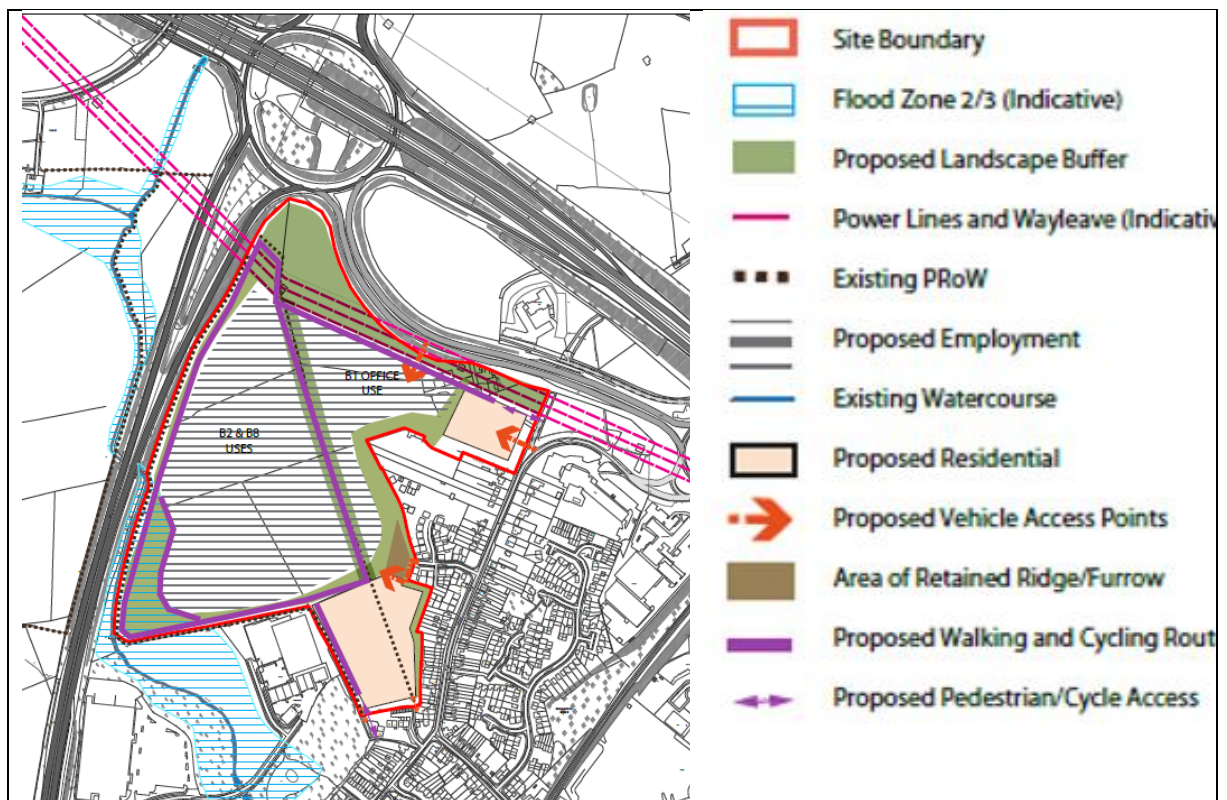 B1 OFFICE
USE
B2 & B8
USES
Site Boundary
Flood Zone 2/3 (Indicative)
Proposed Landscape Buffer
Power Lines and Wayleave (Indicativ
Existing PRoW
Proposed Employment
Existing Watercourse
Proposed Residential
Proposed Vehicle Access Points
Area of Retained Ridge/Furrow
Proposed Walking and Cycling Rout
Proposed Pedestrian/Cycle Access